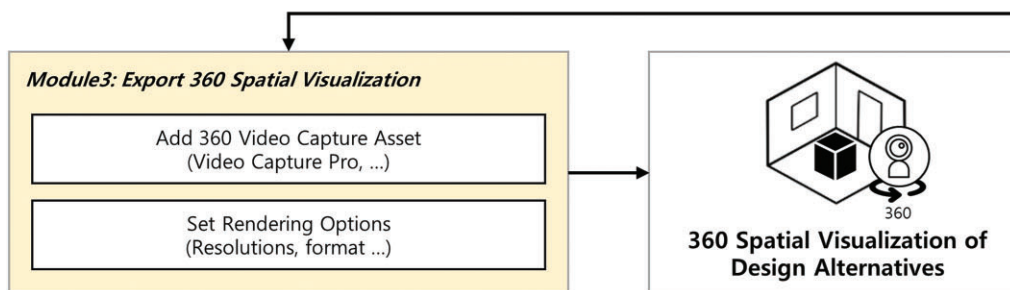 Module3: Export 360 Spatial Visualization
Add 360 Video Capture Asset
(Video Capture Pro, ...)
Set Rendering Options
(Resolutions, format ...)
360
360 Spatial Visualization of
Design Alternatives